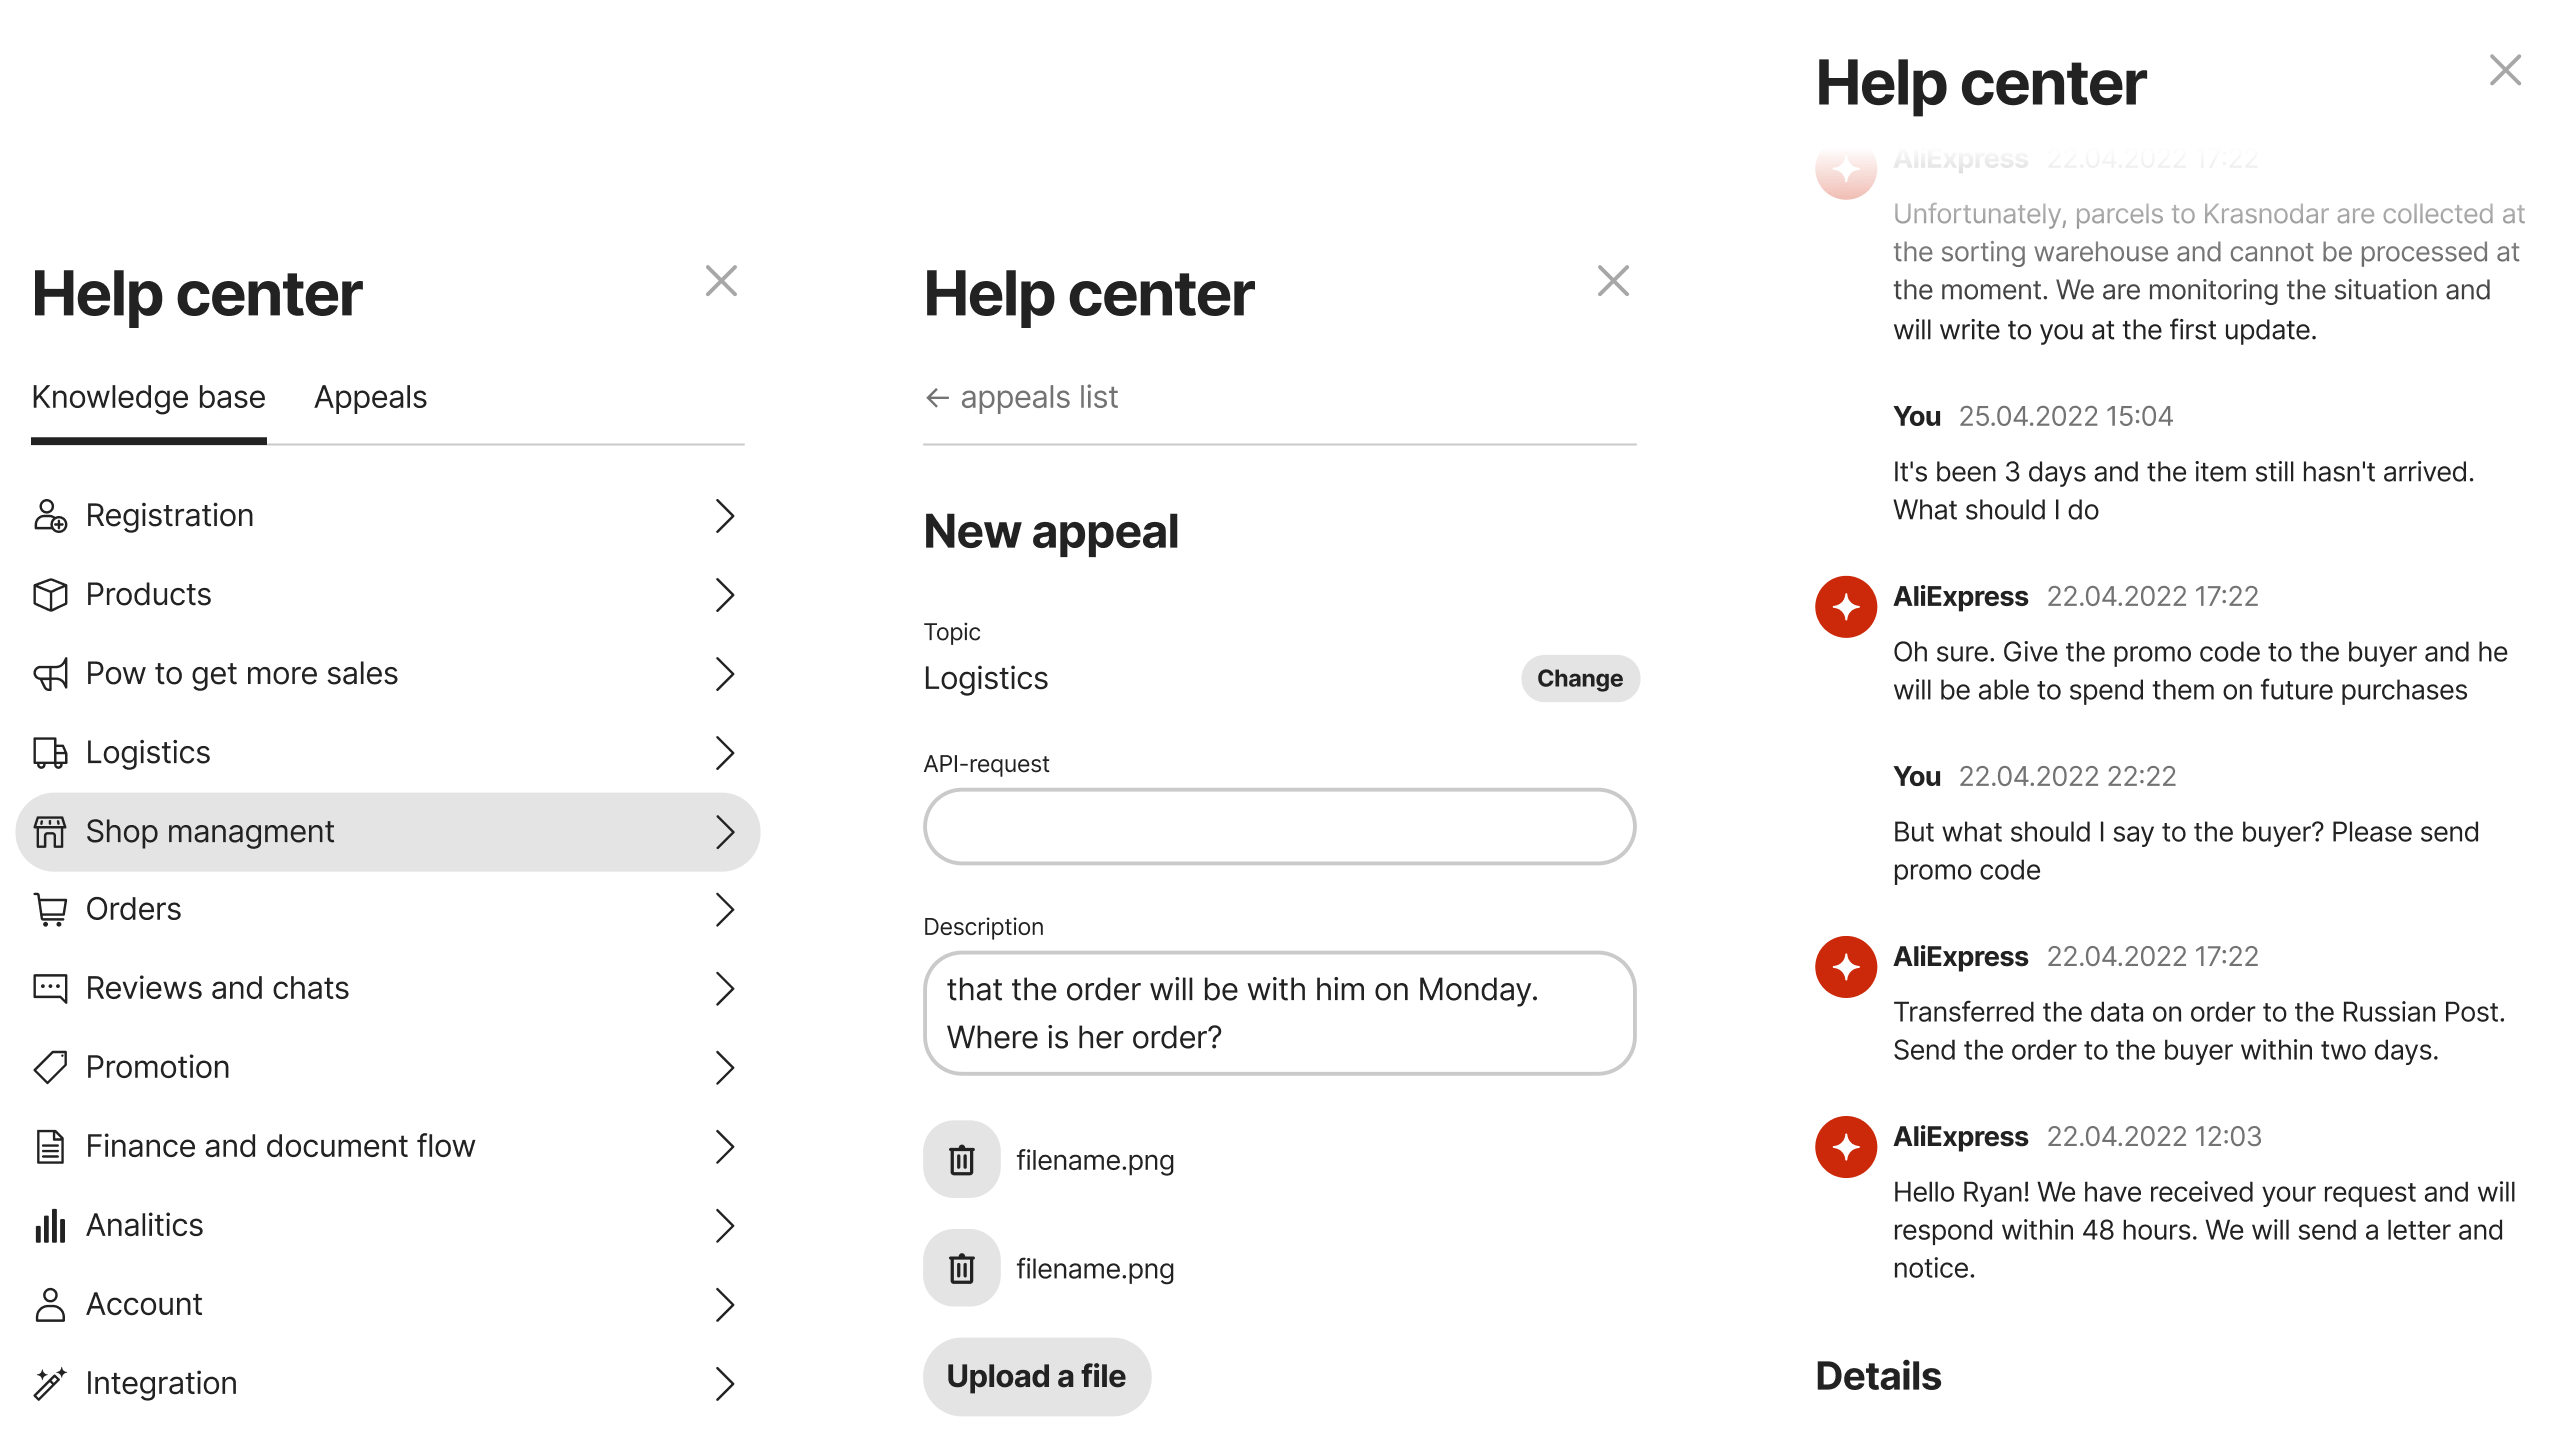 Help center
Knowledge base
Appeals
Registration
Products
Pow to get more sales
Logistics
Shop managment
Orders
Reviews and chats
Promotion
Finance and document flow
Analitics
Account
Integration
Help center
← appeals list
New appeal
Topic
Logistics
Change
API-request
Description
that the order will be with him on Monday.
Where is her order?
filename.png
filename.png
Upload a file
Help center
AliExpress 22.04.2022 17:22
Unfortunately, parcels to Krasnodar are collected at
the sorting warehouse and cannot be processed at
the moment. We are monitoring the situation and
will write to you at the first update.
You 25.04.2022 15:04
It's been 3 days and the item still hasn't arrived.
What should I do
AliExpress 22.04.2022 17:22
Oh sure. Give the promo code to the buyer and he
will be able to spend them on future purchases
You 22.04.2022 22:22
But what should I say to the buyer? Please send
promo code
AliExpress 22.04.2022 17:22
Transferred the data on order to the Russian Post.
Send the order to the buyer within two days.
AliExpress 22.04.2022 12:03
Hello Ryan! We have received your request and will
respond within 48 hours. We will send a letter and
notice.
Details